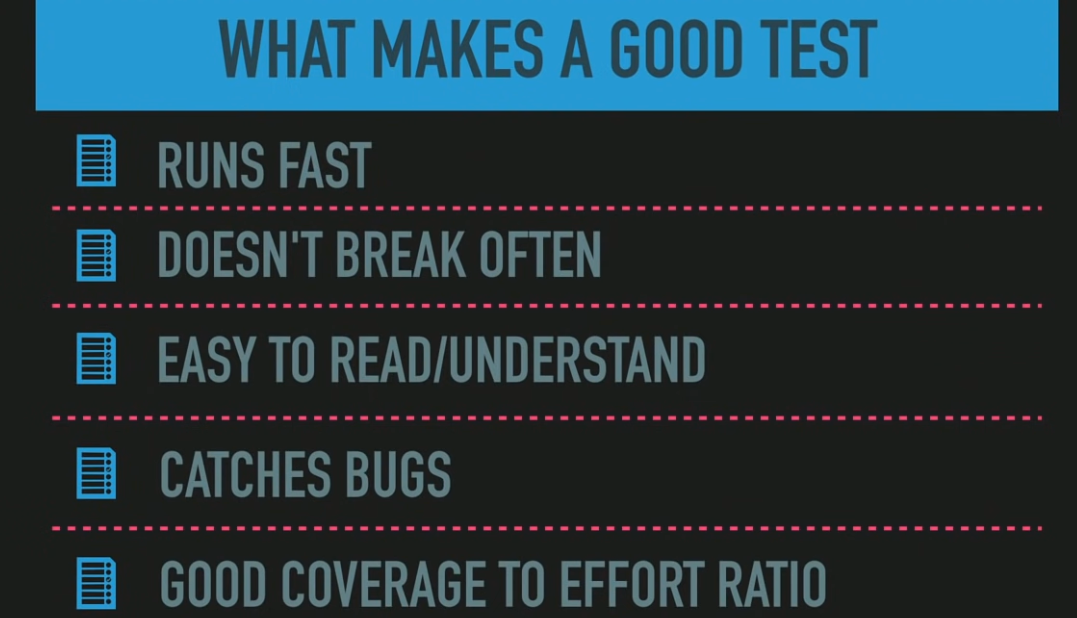 WHAT MAKES A GOOD TEST
RUNS FAST
DOESN'T BREAK OFTEN
EASY TO READ/UNDERSTAND
CATCHES BUGS
GOOD COVERAGE TO EFFORT RATIO